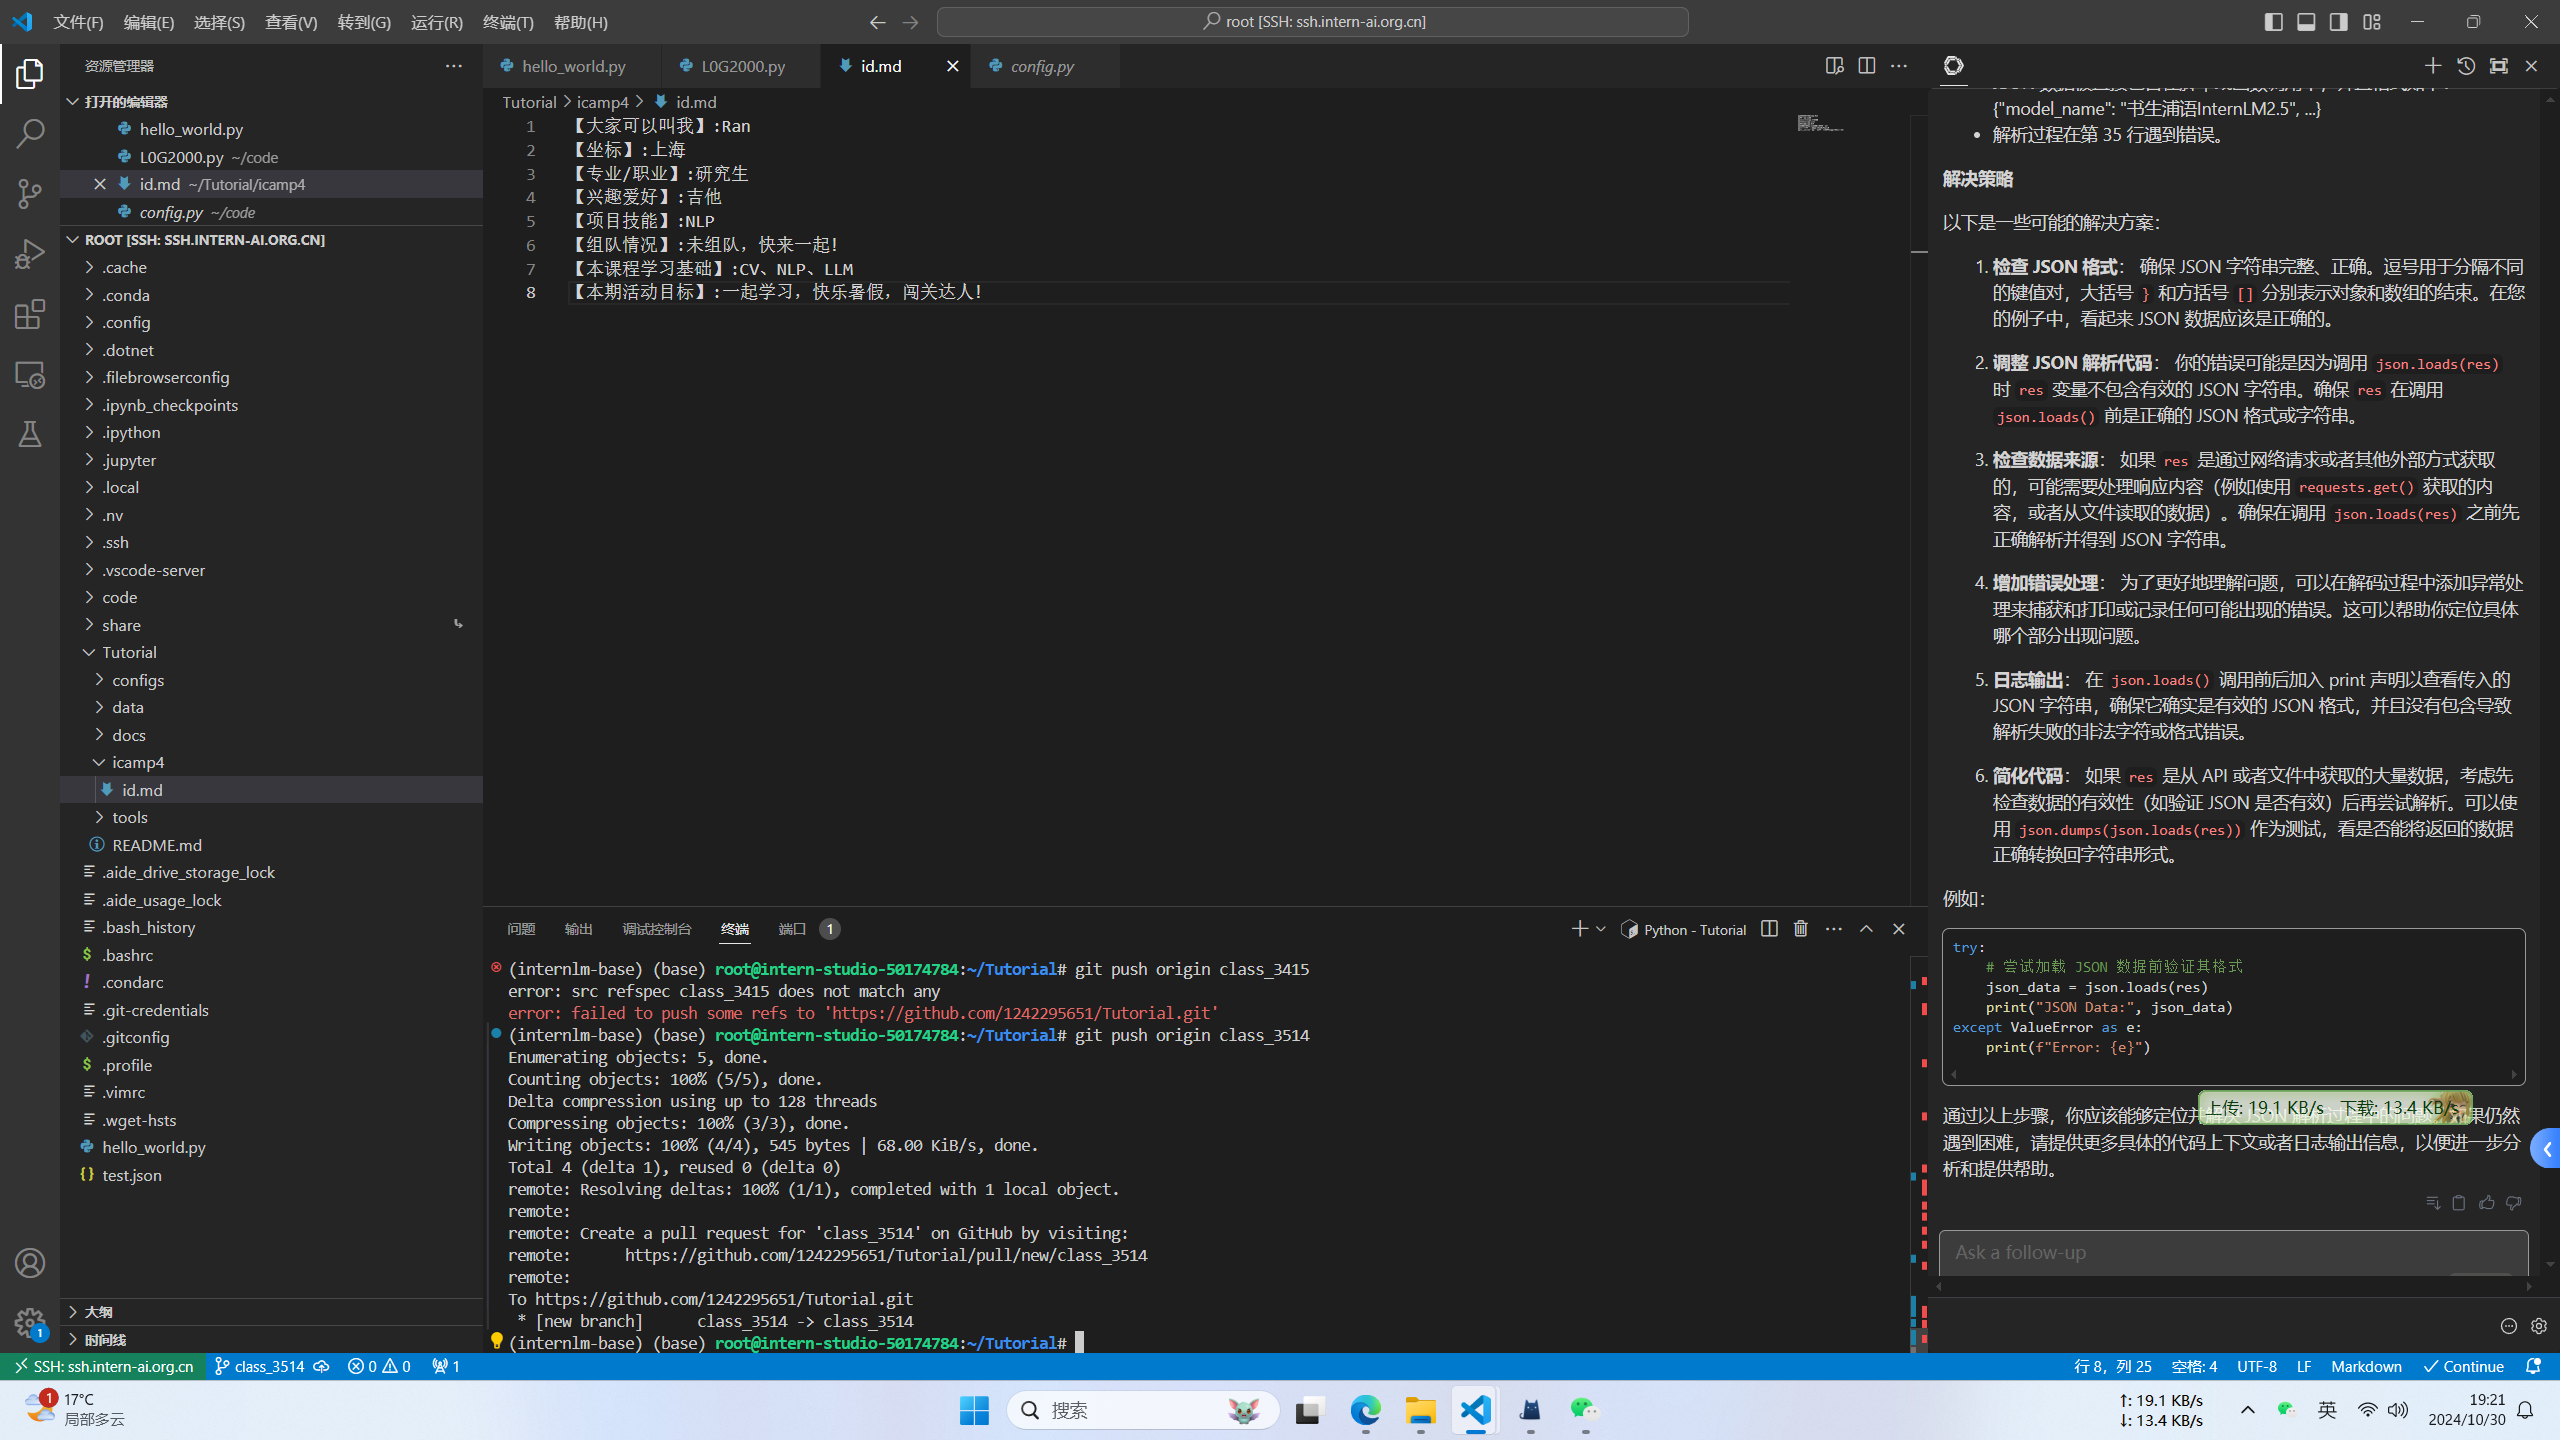 文件(F) 编辑(E) 选择(S) 查看(V) 转到(G) 运行(R) 终端(T) 帮助(H)
root [SSH: ssh.intern-ai.org.cn]
资源管理器
打开的编辑器
hello_world.py
L0G2000.py ~/code
id.md ~/Tutorial/icamp4
config.py ~/code
ROOT [SSH: SSH.INTERN-AI.ORG.CN]
.cache
.conda
.config
.dotnet
.filebrowserconfig
.ipynb_checkpoints
.ipython
.jupyter
.local
.nv
.ssh
.vscode-server
code
share
Tutorial
configs
data
docs
icamp4
id.md
tools
README.md
.aide_drive_storage_lock
.aide_usage_lock
.bash_history
.bashrc
.condarc
.git-credentials
.gitconfig
.profile
.vimrc
.wget-hsts
hello_world.py
test.json
大纲
时间线
hello_world.py L0G2000.py id.md config.py
Tutorial > icamp4 > id.md
1 【大家可以叫我】:Ran
2 【坐标】:上海
3 【专业/职业】:研究生
4 【兴趣爱好】:吉他
5 【项目技能】:NLP
6 【组队情况】:未组队，快来一起！
7 【本课程学习基础】:CV、NLP、LLM
8 【本期活动目标】:一起学习，快乐暑假，闯关达人！
问题 输出 调试控制台 终端 端口 1
Python - Tutorial
(internlm-base) (base) root@intern-studio-50174784:~/Tutorial# git push origin class_3415
error: src refspec class_3415 does not match any
error: failed to push some refs to 'https://github.com/1242295651/Tutorial.git'
(internlm-base) (base) root@intern-studio-50174784:~/Tutorial# git push origin class_3514
Enumerating objects: 5, done.
Counting objects: 100% (5/5), done.
Delta compression using up to 128 threads
Compressing objects: 100% (3/3), done.
Writing objects: 100% (4/4), 545 bytes | 68.00 KiB/s, done.
Total 4 (delta 1), reused 0 (delta 0)
remote: Resolving deltas: 100% (1/1), completed with 1 local object.
remote:
remote: Create a pull request for 'class_3514' on GitHub by visiting:
remote:      https://github.com/1242295651/Tutorial/pull/new/class_3514
remote:
To https://github.com/1242295651/Tutorial.git
 * [new branch]      class_3514 -> class_3514
(internlm-base) (base) root@intern-studio-50174784:~/Tutorial#
{"model_name": "书生浦语InternLM2.5", ...}
• 解析过程在第 35 行遇到错误。
解决策略
以下是一些可能的解决方案：
1. 检查 JSON 格式： 确保 JSON 字符串完整、正确。逗号用于分隔不同
的键值对，大括号 } 和方括号 [] 分别表示对象和数组的结束。在您
的例子中，看起来 JSON 数据应该是正确的。
2. 调整 JSON 解析代码： 你的错误可能是因为调用 json.loads(res)
时 res 变量不包含有效的 JSON 字符串。确保 res 在调用
json.loads() 前是正确的 JSON 格式或字符串。
3. 检查数据来源： 如果 res 是通过网络请求或者其他外部方式获取
的，可能需要处理响应内容（例如使用 requests.get() 获取的内
容，或者从文件读取的数据）。确保在调用 json.loads(res) 之前先
正确解析并得到 JSON 字符串。
4. 增加错误处理： 为了更好地理解问题，可以在解码过程中添加异常处
理来捕获和打印或记录任何可能出现的错误。这可以帮助你定位具体
哪个部分出现问题。
5. 日志输出： 在 json.loads() 调用前后加入 print 声明以查看传入的
JSON 字符串，确保它确实是有效的 JSON 格式，并且没有包含导致
解析失败的非法字符或格式错误。
6. 简化代码： 如果 res 是从 API 或者文件中获取的大量数据，考虑先
检查数据的有效性（如验证 JSON 是否有效）后再尝试解析。可以使
用 json.dumps(json.loads(res)) 作为测试，看是否能将返回的数据
正确转换回字符串形式。
例如：
try:
    # 尝试加载 JSON 数据前验证其格式
    json_data = json.loads(res)
    print("JSON Data:", json_data)
except ValueError as e:
    print(f"Error: {e}")
上传: 19.1 KB/s 下载: 13.4 KB/s
通过以上步骤，你应该能够定位并解决 JSON 解析过程中的问题 果仍然
遇到困难，请提供更多具体的代码上下文或者日志输出信息，以便进一步分
析和提供帮助。
Ask a follow-up
1
SSH: ssh.intern-ai.org.cn class_3514 0 0 1
行 8，列 25 空格: 4 UTF-8 LF Markdown Continue
1
17°C
局部多云
搜索
↑: 19.1 KB/s
↓: 13.4 KB/s
英
19:21
2024/10/30